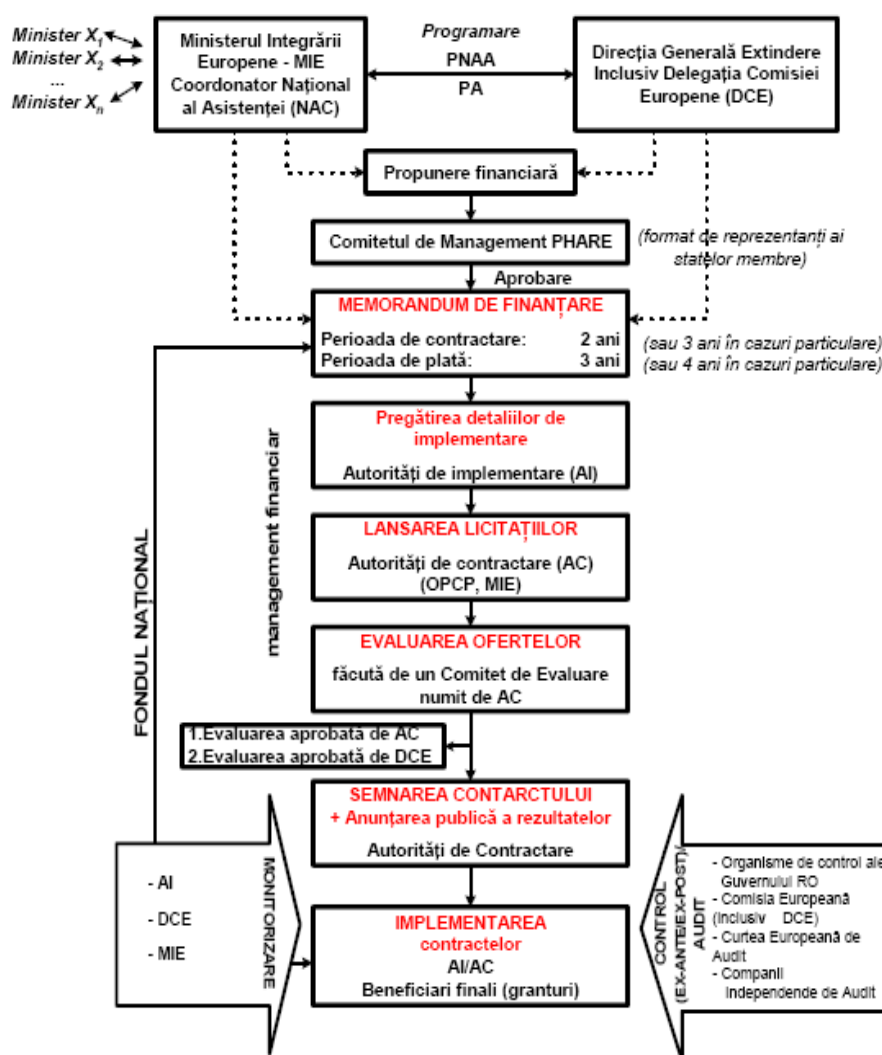 Minister X1
Minister X2
...
Minister Xn
Ministerul Integrării
Europene - MIE
Coordonator Național
al Asistenței (NAC)
Programare
PNAA
PA
Direcția Generală Extindere
Inclusiv Delegația Comisiei
Europene (DCE)
Propunere financiară
Comitetul de Management PHARE
(format de reprezentanți ai
statelor membre)
Aprobare
MEMORANDUM DE FINANȚARE
Perioada de contractare: 2 ani
Perioada de plată: 3 ani
(sau 3 ani în cazuri particulare)
(sau 4 ani în cazuri particulare)
Pregătirea detaliilor de
implementare
Autorități de implementare (AI)
LANSAREA LICITAȚIILOR
Autorități de contractare (AC)
(OPCP, MIE)
management financiar
FONDUL NAȚIONAL
EVALUAREA OFERTELOR
făcută de un Comitet de Evaluare
numit de AC
1.Evaluarea aprobată de AC
2.Evaluarea aprobată de DCE
SEMNAREA CONTARCTULUI
+ Anunțarea publică a rezultatelor
Autorități de Contractare
- AI
- DCE
- MIE
MONITORIZARE
IMPLEMENTAREA
contractelor
AI/AC
Beneficiari finali (granturi)
CONTROL
(EX-ANTE/EX-POST)/
AUDIT
- Organisme de control ale
Guvernului RO
- Comisia Europeană
(inclusiv DCE)
- Curtea Europeană de
Audit
- Companii
Independende de Audit